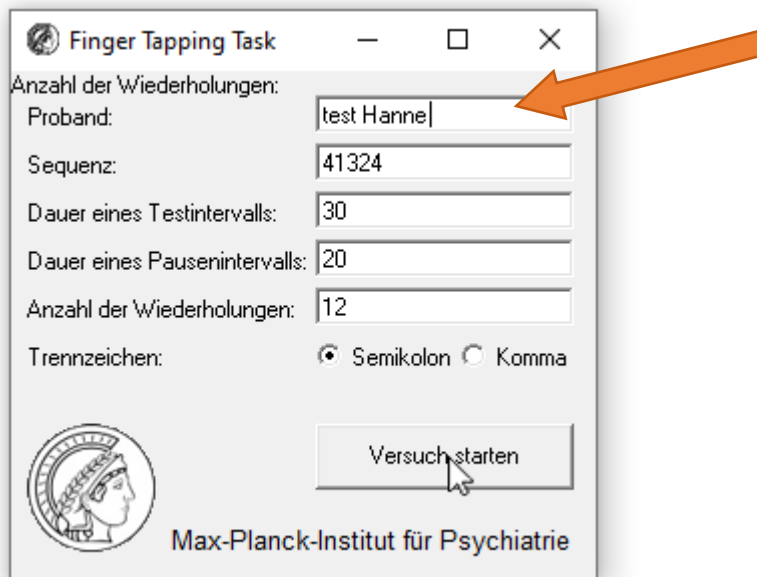 Finger Tapping Task
Anzahl der Wiederholungen:
Proband: test Hanne
Sequenz: 41324
Dauer eines Testintervalls: 30
Dauer eines Pausenintervalls: 20
Anzahl der Wiederholungen: 12
Trennzeichen: Semikolon Komma
Versuch starten
Max-Planck-Institut für Psychiatrie